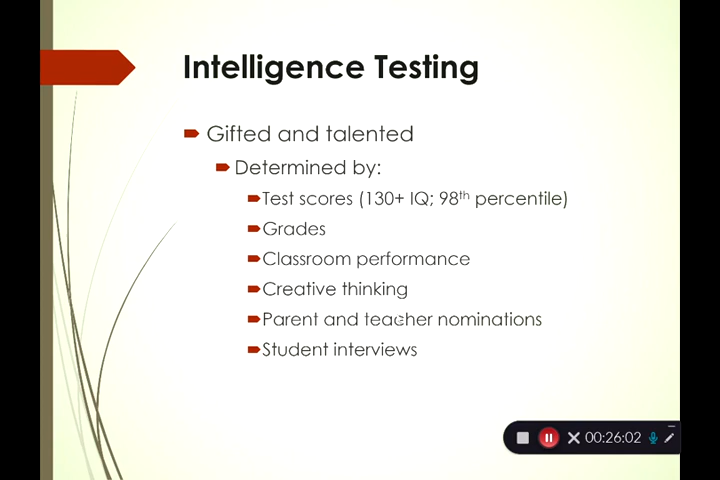 Intelligence Testing
Gifted and talented
Determined by:
Test scores (130+ IQ; 98th percentile)
Grades
Classroom performance
Creative thinking
Parent and teacher nominations
Student interviews
00:26:02